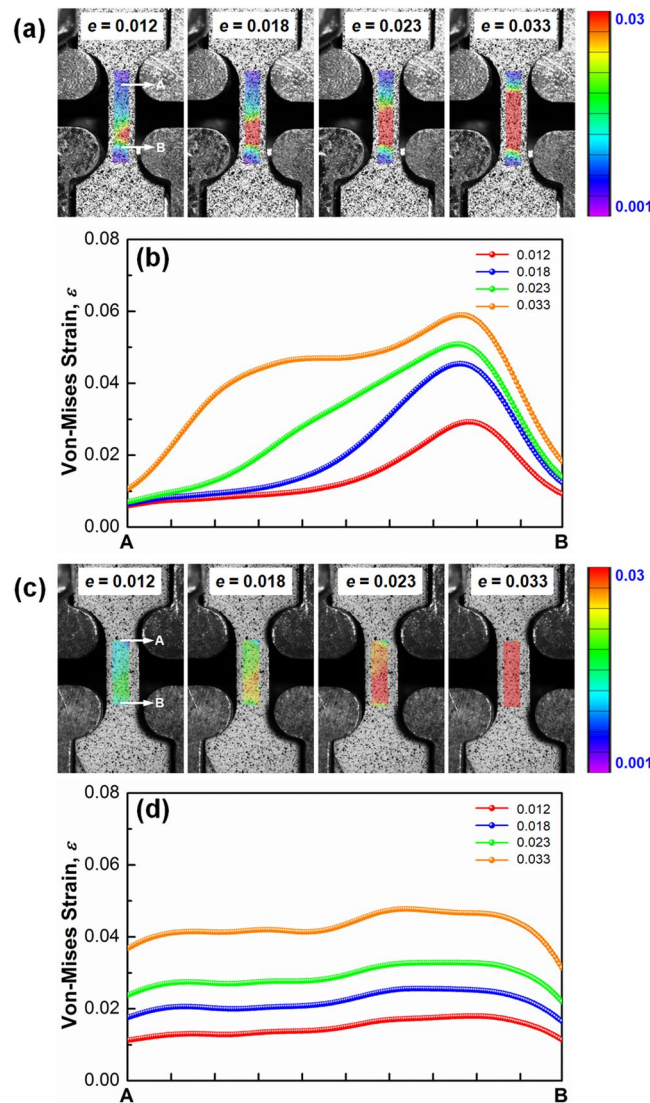 (a)
e = 0.012
e = 0.018
e = 0.023
e = 0.033
0.03
A
B
0.001
(b)
0.08
0.06
0.04
0.02
0.00
Von-Mises Strain, ε
0.012
0.018
0.023
0.033
A
B
(c)
e = 0.012
e = 0.018
e = 0.023
e = 0.033
0.03
A
B
0.001
(d)
0.08
0.06
0.04
0.02
0.00
Von-Mises Strain, ε
0.012
0.018
0.023
0.033
A
B